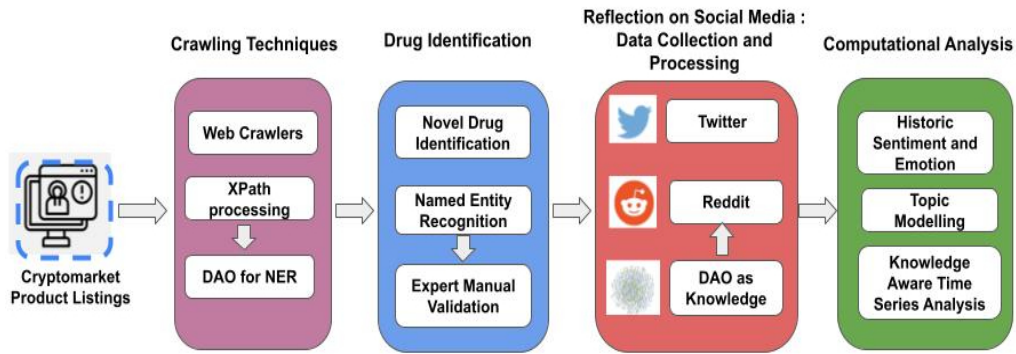 Crawling Techniques
Drug Identification
Reflection on Social Media :
Data Collection and
Processing
Computational Analysis
Cryptomarket
Product Listings
Web Crawlers
XPath
processing
DAO for NER
Novel Drug
Identification
Named Entity
Recognition
Expert Manual
Validation
Twitter
Reddit
DAO as
Knowledge
Historic
Sentiment and
Emotion
Topic
Modelling
Knowledge
Aware Time
Series Analysis